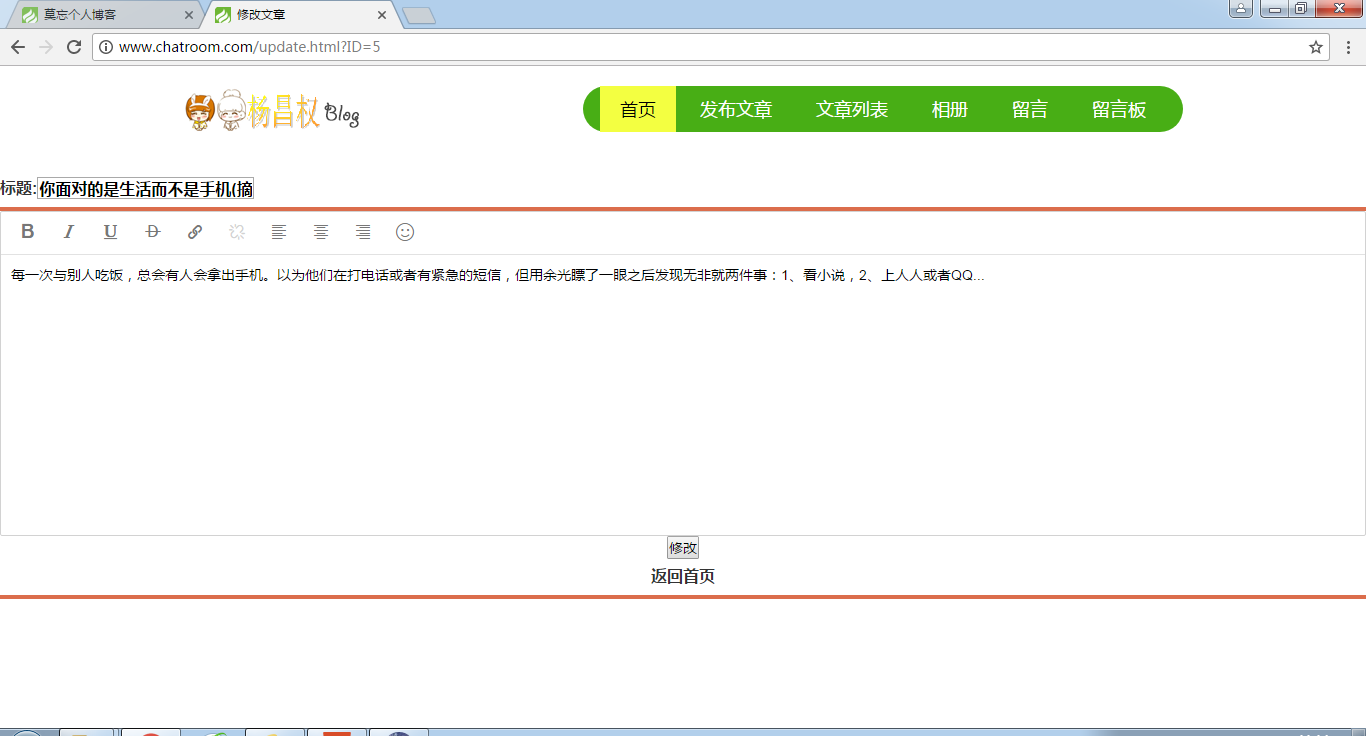 莫忘个人博客
修改文章
www.chatroom.com/update.html?ID=5
杨昌权 Blog
首页 发布文章 文章列表 相册 留言 留言板
标题:你面对的是生活而不是手机(摘
B I U D
每一次与别人吃饭，总会有人会拿出手机。以为他们在打电话或者有紧急的短信，但用余光瞟了一眼之后发现无非就两件事：1、看小说，2、上人人或者QQ...
修改
返回首页